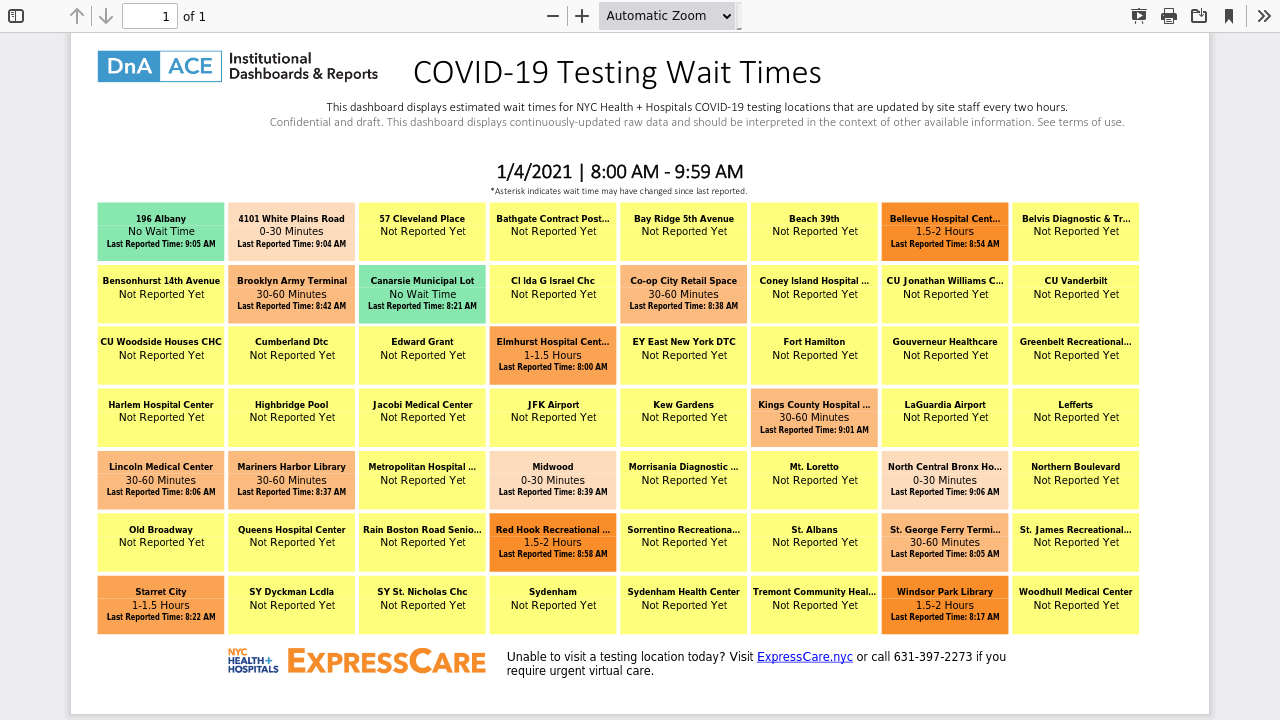 1 of 1 Automatic Zoom
DnA ACE Institutional Dashboards & Reports
COVID-19 Testing Wait Times
This dashboard displays estimated wait times for NYC Health + Hospitals COVID-19 testing locations that are updated by site staff every two hours.
Confidential and draft. This dashboard displays continuously-updated raw data and should be interpreted in the context of other available information. See terms of use.
1/4/2021 | 8:00 AM - 9:59 AM
*Asterisk indicates wait time may have changed since last reported.
196 Albany
No Wait Time
Last Reported Time: 9:05 AM
4101 White Plains Road
0-30 Minutes
Last Reported Time: 9:04 AM
57 Cleveland Place
Not Reported Yet
Bathgate Contract Post...
Not Reported Yet
Bay Ridge 5th Avenue
Not Reported Yet
Beach 39th
Not Reported Yet
Bellevue Hospital Cent...
1.5-2 Hours
Last Reported Time: 8:54 AM
Belvis Diagnostic & Tr...
Not Reported Yet
Bensonhurst 14th Avenue
Not Reported Yet
Brooklyn Army Terminal
30-60 Minutes
Last Reported Time: 8:42 AM
Canarsie Municipal Lot
No Wait Time
Last Reported Time: 8:21 AM
Cl Ida G Israel Chc
Not Reported Yet
Co-op City Retail Space
30-60 Minutes
Last Reported Time: 8:38 AM
Coney Island Hospital ...
Not Reported Yet
CU Jonathan Williams C...
Not Reported Yet
CU Vanderbilt
Not Reported Yet
CU Woodside Houses CHC
Not Reported Yet
Cumberland Dtc
Not Reported Yet
Edward Grant
Not Reported Yet
Elmhurst Hospital Cent...
1-1.5 Hours
Last Reported Time: 8:00 AM
EY East New York DTC
Not Reported Yet
Fort Hamilton
Not Reported Yet
Gouverneur Healthcare
Not Reported Yet
Greenbelt Recreational...
Not Reported Yet
Harlem Hospital Center
Not Reported Yet
Highbridge Pool
Not Reported Yet
Jacobi Medical Center
Not Reported Yet
JFK Airport
Not Reported Yet
Kew Gardens
Not Reported Yet
Kings County Hospital ...
30-60 Minutes
Last Reported Time: 9:01 AM
LaGuardia Airport
Not Reported Yet
Lefferts
Not Reported Yet
Lincoln Medical Center
30-60 Minutes
Last Reported Time: 8:06 AM
Mariners Harbor Library
30-60 Minutes
Last Reported Time: 8:37 AM
Metropolitan Hospital ...
Not Reported Yet
Midwood
0-30 Minutes
Last Reported Time: 8:39 AM
Morrisania Diagnostic ...
Not Reported Yet
Mt. Loretto
Not Reported Yet
North Central Bronx Ho...
0-30 Minutes
Last Reported Time: 9:06 AM
Northern Boulevard
Not Reported Yet
Old Broadway
Not Reported Yet
Queens Hospital Center
Not Reported Yet
Rain Boston Road Senio...
Not Reported Yet
Red Hook Recreational ...
1.5-2 Hours
Last Reported Time: 8:58 AM
Sorrentino Recreationa...
Not Reported Yet
St. Albans
Not Reported Yet
St. George Ferry Termi...
30-60 Minutes
Last Reported Time: 8:05 AM
St. James Recreational...
Not Reported Yet
Starret City
1-1.5 Hours
Last Reported Time: 8:22 AM
SY Dyckman Lcdla
Not Reported Yet
SY St. Nicholas Chc
Not Reported Yet
Sydenham
Not Reported Yet
Sydenham Health Center
Not Reported Yet
Tremont Community Heal...
Not Reported Yet
Windsor Park Library
1.5-2 Hours
Last Reported Time: 8:17 AM
Woodhull Medical Center
Not Reported Yet
NYC
HEALTH+
HOSPITALS
EXPRESSCARE
Unable to visit a testing location today? Visit ExpressCare.nyc or call 631-397-2273 if you
require urgent virtual care.